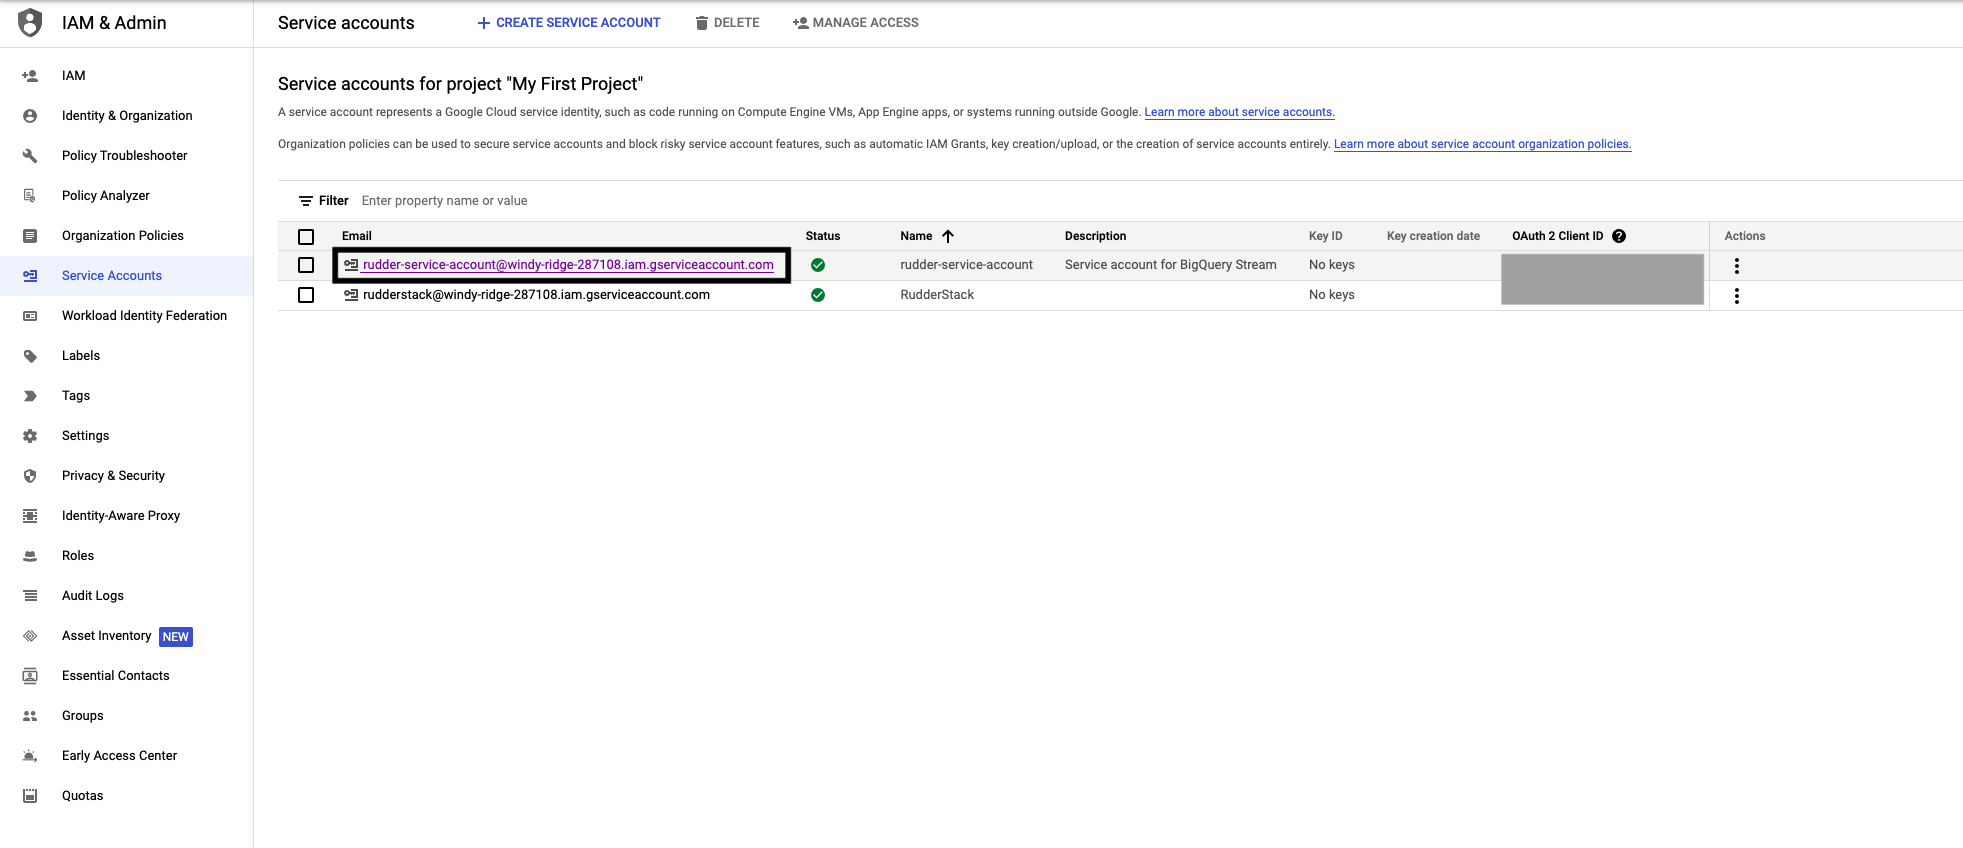 IAM & Admin
Service accounts
CREATE SERVICE ACCOUNT
DELETE
MANAGE ACCESS
IAM
Identity & Organization
Policy Troubleshooter
Policy Analyzer
Organization Policies
Service Accounts
Workload Identity Federation
Labels
Tags
Settings
Privacy & Security
Identity-Aware Proxy
Roles
Audit Logs
Asset Inventory NEW
Essential Contacts
Groups
Early Access Center
Quotas
Service accounts for project "My First Project"
A service account represents a Google Cloud service identity, such as code running on Compute Engine VMs, App Engine apps, or systems running outside Google. Learn more about service accounts.
Organization policies can be used to secure service accounts and block risky service account features, such as automatic IAM Grants, key creation/upload, or the creation of service accounts entirely. Learn more about service account organization policies.
Filter Enter property name or value
Email Status Name Description Key ID Key creation date OAuth 2 Client ID Actions
rudder-service-account@windy-ridge-287108.iam.gserviceaccount.com rudder-service-account Service account for BigQuery Stream No keys
rudderstack@windy-ridge-287108.iam.gserviceaccount.com RudderStack No keys